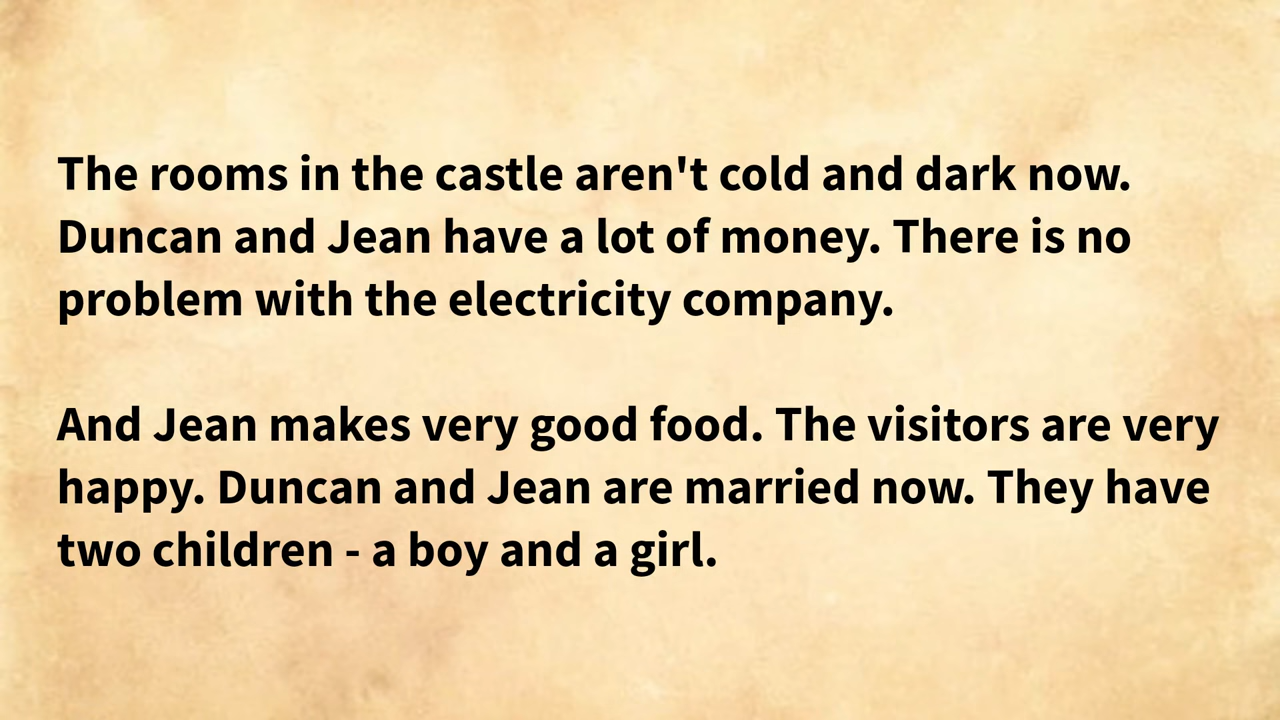 The rooms in the castle aren't cold and dark now.
Duncan and Jean have a lot of money. There is no
problem with the electricity company.
And Jean makes very good food. The visitors are very
happy. Duncan and Jean are married now. They have
two children - a boy and a girl.